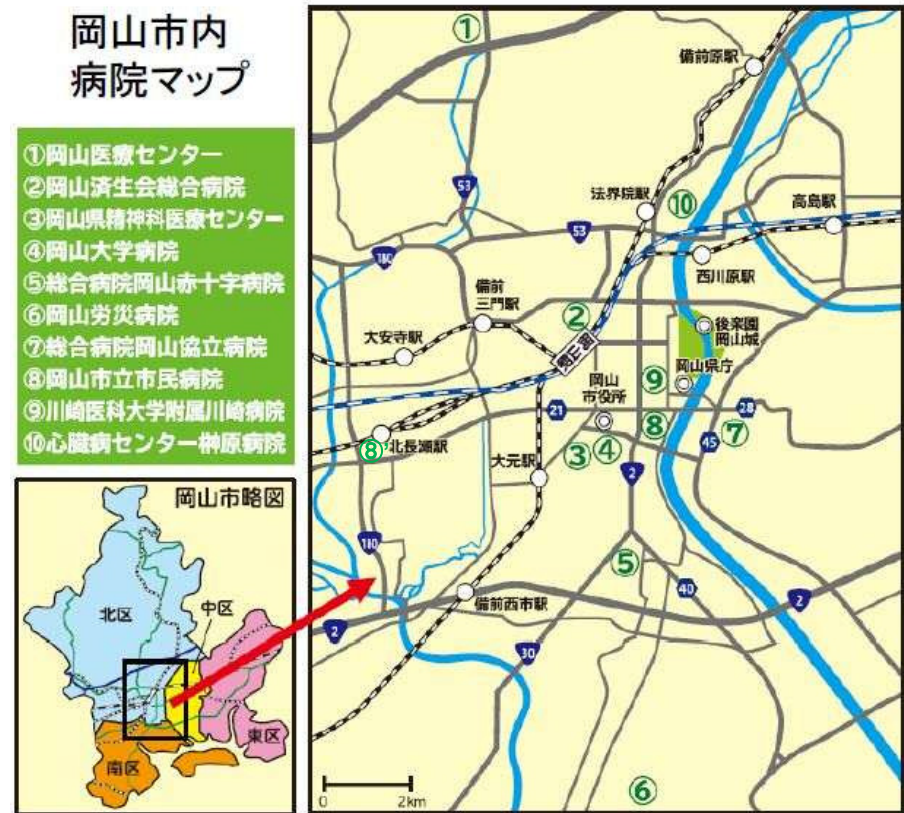 岡山市内
病院マップ
①岡山医療センター
②岡山済生会総合病院
③岡山県精神科医療センター
④岡山大学病院
⑤総合病院岡山赤十字病院
⑥岡山労災病院
⑦総合病院岡山協立病院
⑧岡山市立市民病院
⑨川崎医科大学附属川崎病院
⑩心臓病センター榊原病院
岡山市略図
北区
中区
東区
南区
①
備前原駅
53
法界院駅
⑩
高島駅
53
180
西川原駅
備前
三門駅
②
大安寺駅
岡山駅
後楽園
岡山城
岡山
市役所
⑨
岡山県庁
21
28
⑧
⑦
45
北長瀬駅
⑧'
大元駅
③
④
2
180
⑤
40
備前西市駅
2
2
30
⑥
0
2km